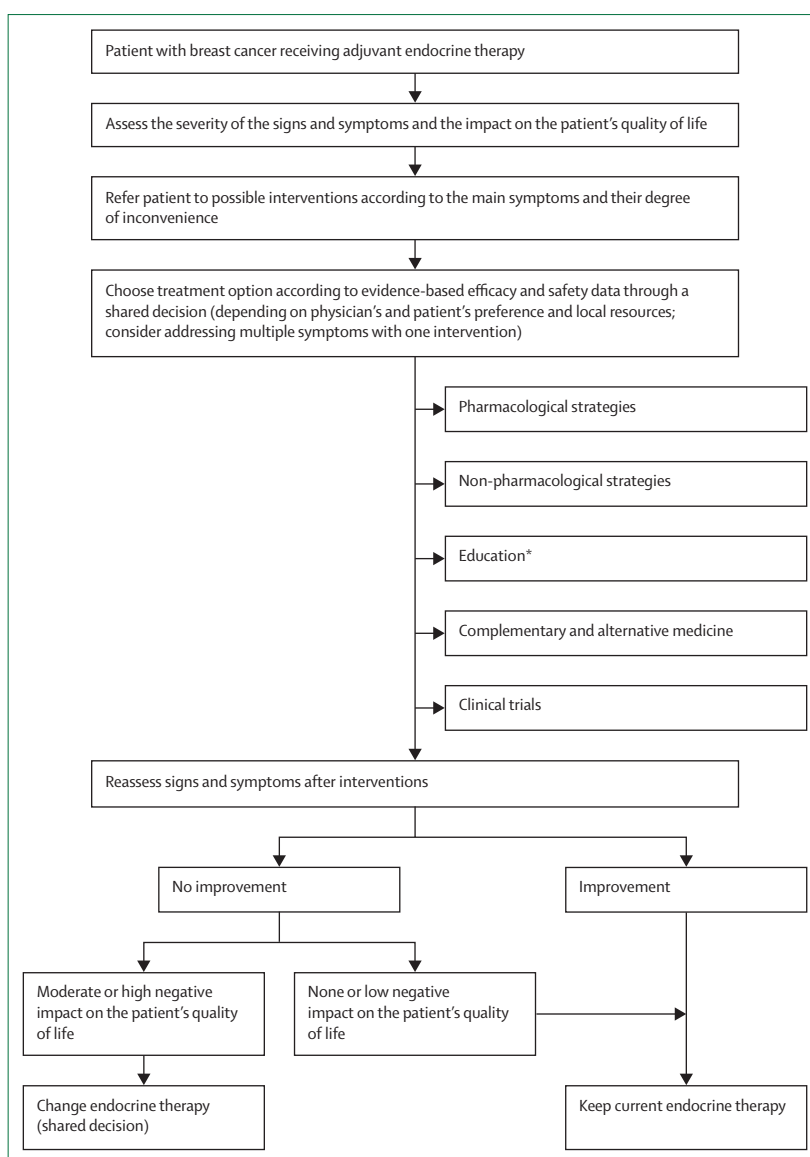 Patient with breast cancer receiving adjuvant endocrine therapy
Assess the severity of the signs and symptoms and the impact on the patient’s quality of life
Refer patient to possible interventions according to the main symptoms and their degree
of inconvenience
Choose treatment option according to evidence-based efficacy and safety data through a
shared decision (depending on physician’s and patient’s preference and local resources;
consider addressing multiple symptoms with one intervention)
Pharmacological strategies
Non-pharmacological strategies
Education*
Complementary and alternative medicine
Clinical trials
Reassess signs and symptoms after interventions
No improvement
Improvement
Moderate or high negative
impact on the patient’s quality
of life
None or low negative
impact on the patient’s quality
of life
Change endocrine therapy
(shared decision)
Keep current endocrine therapy